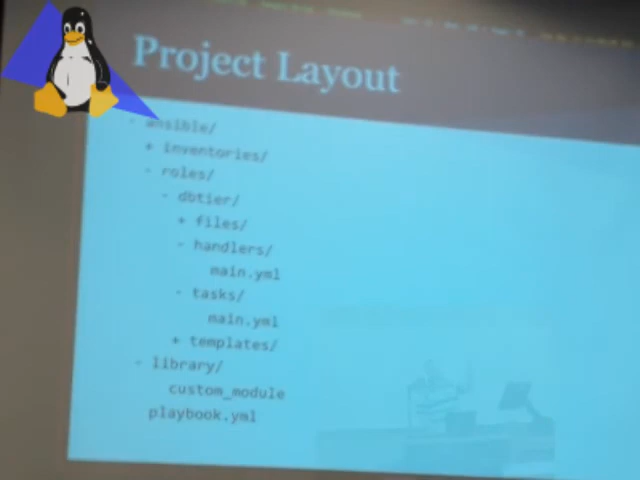 Project Layout
- ansible/
+ inventories/
- roles/
- dbtier/
+ files/
- handlers/
main.yml
- tasks/
main.yml
+ templates/
- library/
custom_module
playbook.yml